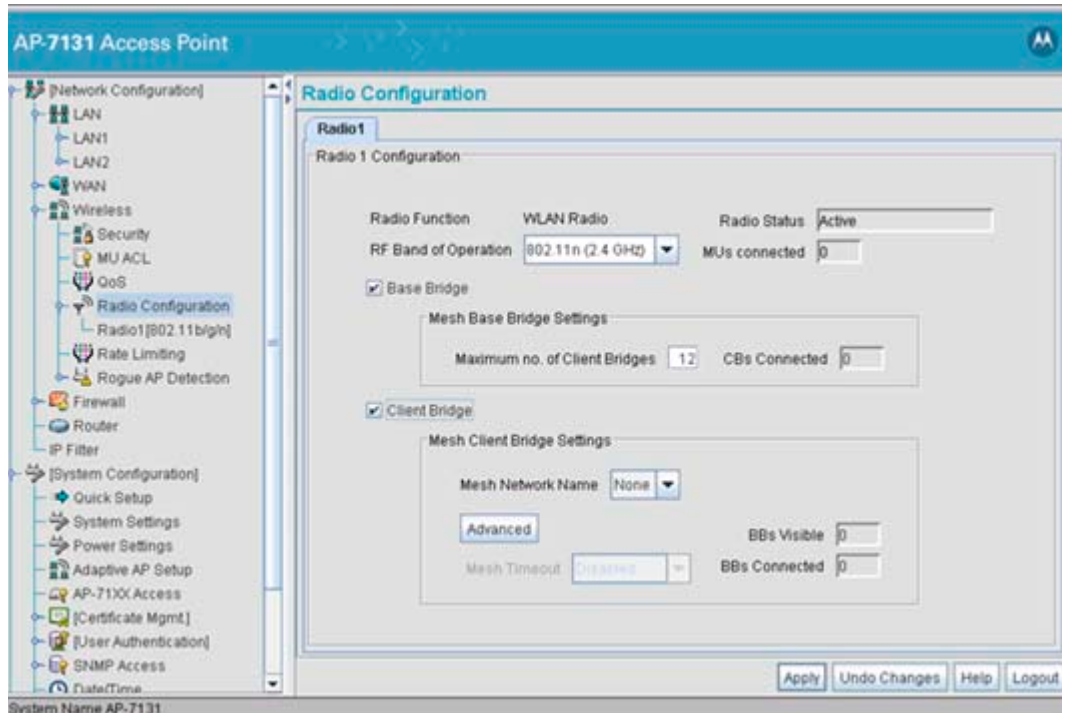 AP-7131 Access Point
[Network Configuration]
LAN
LAN1
LAN2
WAN
Wireless
Security
MU ACL
QoS
Radio Configuration
Radio1[802.11b/g/n]
Rate Limiting
Rogue AP Detection
Firewall
Router
IP Filter
[System Configuration]
Quick Setup
System Settings
Power Settings
Adaptive AP Setup
AP-71XX Access
[Certificate Mgmt]
[User Authentication]
SNMP Access
Date/Time
System Name AP-7131
Radio Configuration
Radio1
Radio 1 Configuration
Radio Function WLAN Radio Radio Status Active
RF Band of Operation 802.11n (2.4 GHz) MUs connected 0
Base Bridge
Mesh Base Bridge Settings
Maximum no. of Client Bridges 12 CBs Connected 0
Client Bridge
Mesh Client Bridge Settings
Mesh Network Name None
Advanced BBs Visible 0
Mesh Timeout Disabled BBs Connected 0
Apply Undo Changes Help Logout